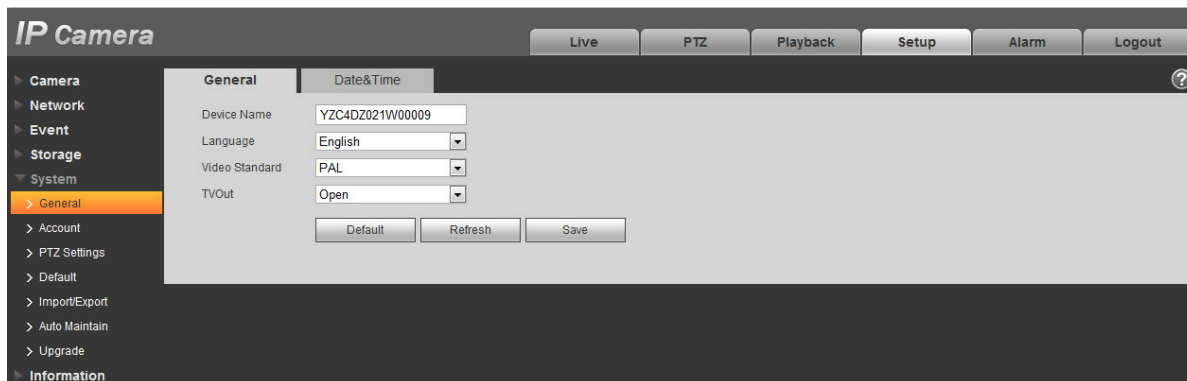 IP Camera
Live PTZ Playback Setup Alarm Logout
Camera
Network
Event
Storage
System
General
Account
PTZ Settings
Default
Import/Export
Auto Maintain
Upgrade
Information
General Date&Time
?
Device Name YZC4DZ021W00009
Language English
Video Standard PAL
TVOut Open
Default Refresh Save